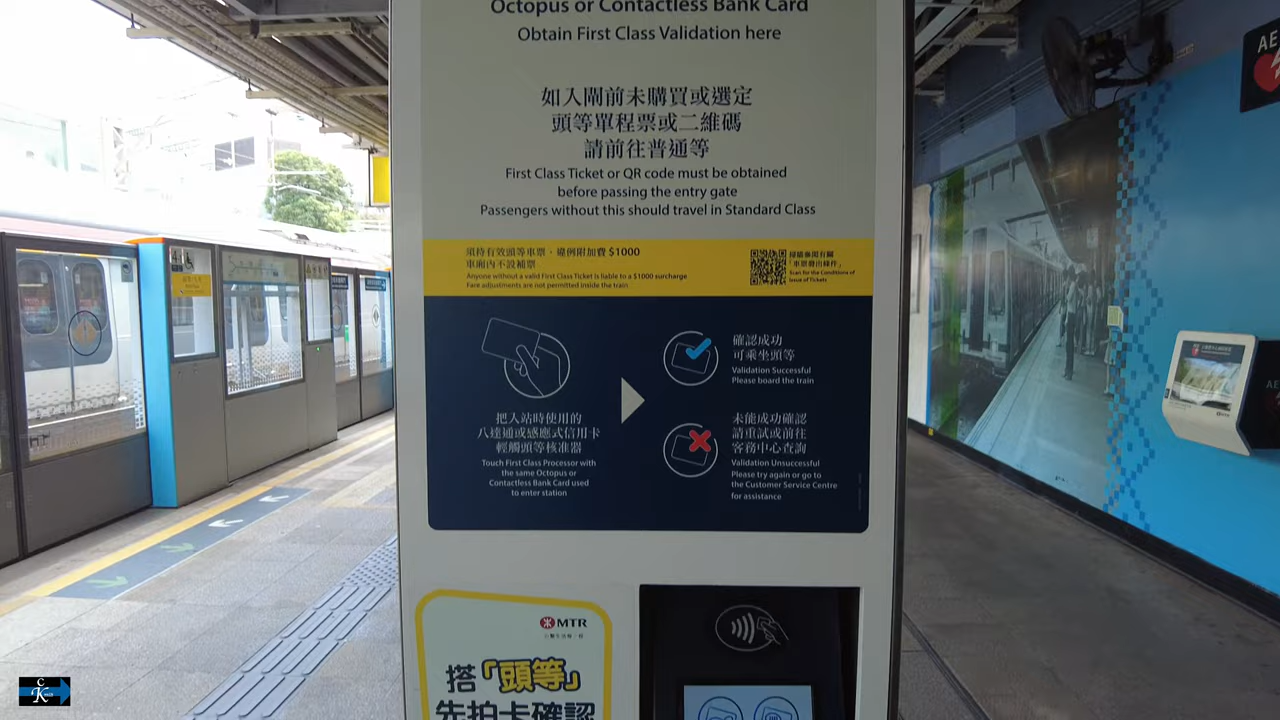 Octopus or Contactless Bank Card
Obtain First Class Validation here
如入閘前未購買或選定
頭等單程票或二維碼
請前往普通等
First Class Ticket or QR code must be obtained
before passing the entry gate
Passengers without this should travel in Standard Class
須持有效頭等車票，違例附加費 $1000
車廂內不設補票
Anyone without a valid First Class Ticket is liable to a $1000 surcharge
Fare adjustments are not permitted inside the train
掃瞄參閱有關
「車票發出條件」
Scan for the Conditions of
Issue of Tickets
把入站時使用的
八達通或感應式信用卡
輕觸頭等核准器
Touch First Class Processor with
the same Octopus or
Contactless Bank Card used
to enter station
確認成功
可乘坐頭等
Validation Successful
Please board the train
未能成功確認
請重試或前往
客務中心查詢
Validation Unsuccessful
Please try again or go to
the Customer Service Centre
for assistance
MTR
搭「頭等」
先拍卡確認
AE
AE
C
K